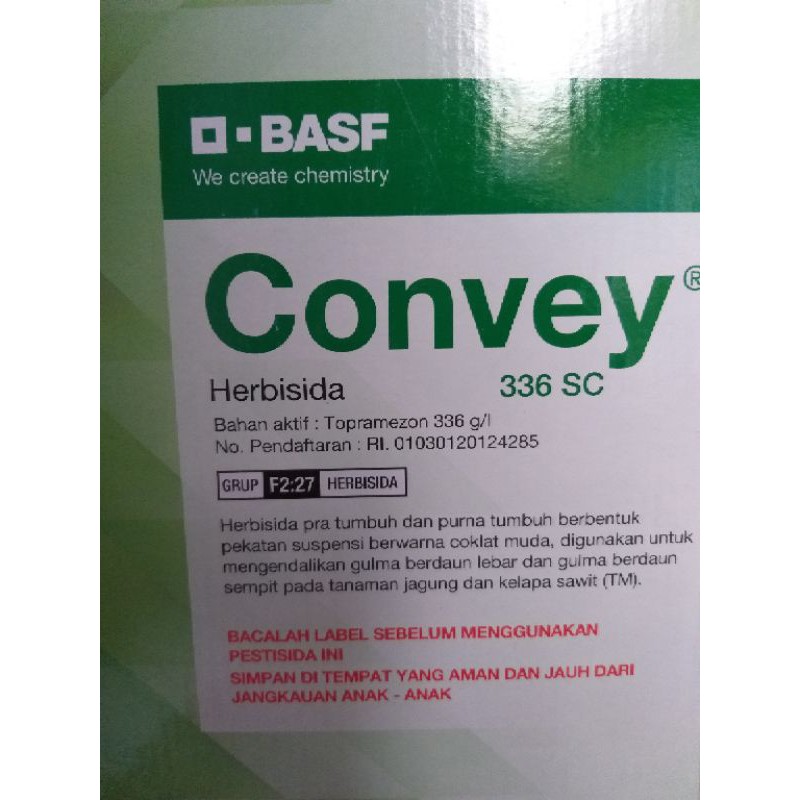 BASF
We create chemistry
Convey®
Herbisida 336 SC
Bahan aktif : Topramezon 336 g/l
No. Pendaftaran : RI. 01030120124285
GRUP F2:27 HERBISIDA
Herbisida pra tumbuh dan purna tumbuh berbentuk
pekatan suspensi berwarna coklat muda, digunakan untuk
mengendalikan gulma berdaun lebar dan gulma berdaun
sempit pada tanaman jagung dan kelapa sawit (TM).
BACALAH LABEL SEBELUM MENGGUNAKAN
PESTISIDA INI
SIMPAN DI TEMPAT YANG AMAN DAN JAUH DARI
JANGKAUAN ANAK - ANAK